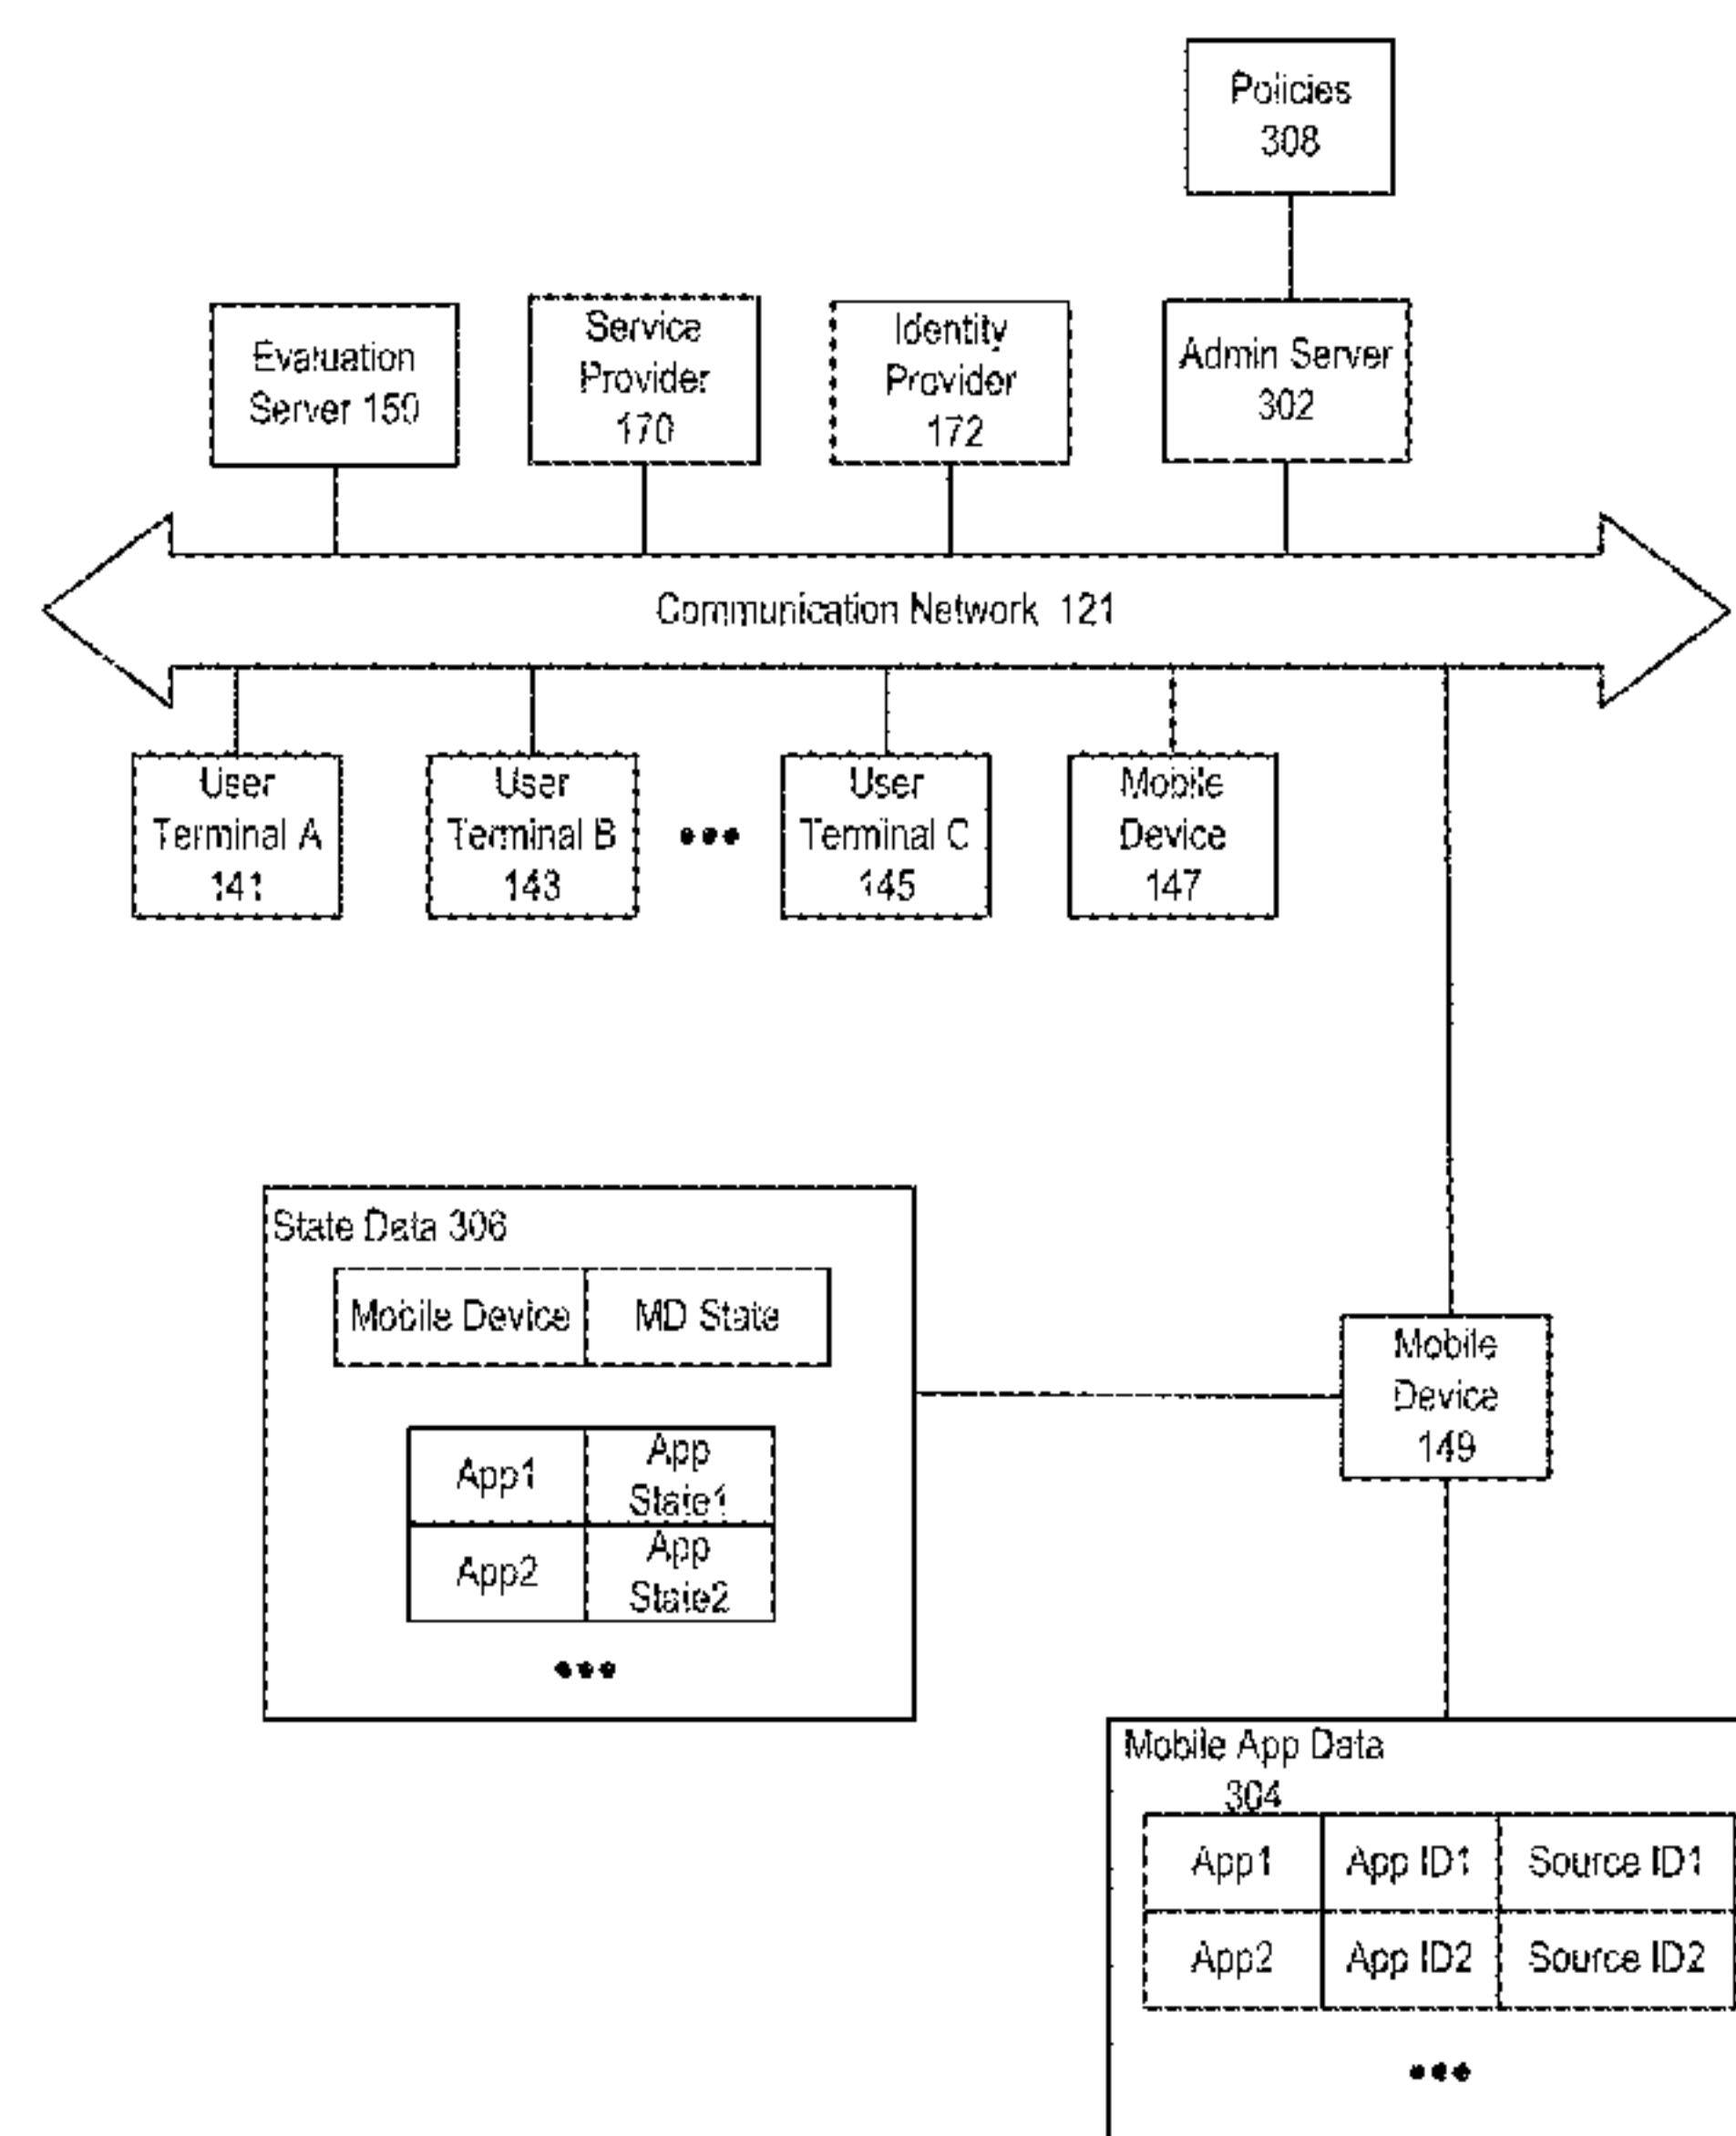 Policies
308
Evaluation
Server 150
Service
Provider
170
Identity
Provider
172
Admin Server
302
Communication Network 121
User
Terminal A
141
User
Terminal B
143
•••
User
Terminal C
145
Mobile
Device
147
State Data 306
Mobile Device MD State
App1 App
State1
App2 App
State2
•••
Mobile
Device
149
Mobile App Data
304
App1 App ID1 Source ID1
App2 App ID2 Source ID2
•••